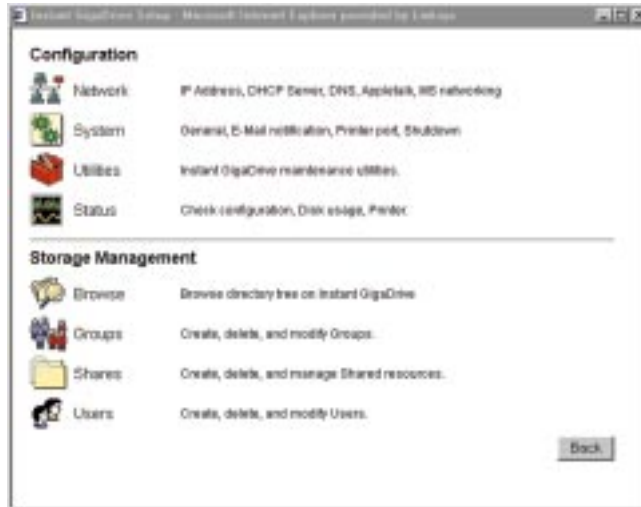 Instant GigaDrive Setup - Microsoft Internet Explorer provided by Linksys
Configuration
Network IP Address, DHCP Server, DNS, Appletalk, MS networking
System General, E-Mail notification, Printer port, Shutdown
Utilities Instant GigaDrive maintenance utilities.
Status Check configuration, Disk usage, Printer.
Storage Management
Browse Browse directory tree on Instant GigaDrive
Groups Create, delete, and modify Groups.
Shares Create, delete, and manage Shared resources.
Users Create, delete, and modify Users.
Back